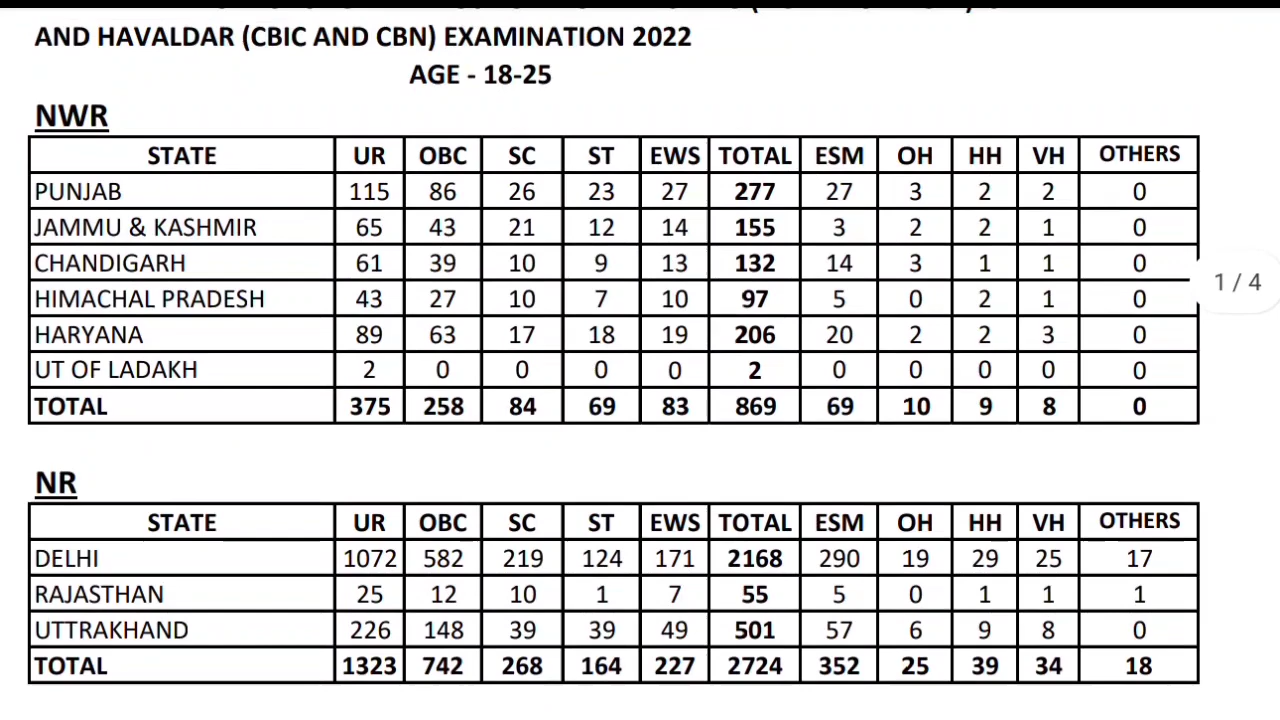 AND HAVALDAR (CBIC AND CBN) EXAMINATION 2022
AGE - 18-25
NWR
STATE UR OBC SC ST EWS TOTAL ESM OH HH VH OTHERS
PUNJAB 115 86 26 23 27 277 27 3 2 2 0
JAMMU & KASHMIR 65 43 21 12 14 155 3 2 2 1 0
CHANDIGARH 61 39 10 9 13 132 14 3 1 1 0
HIMACHAL PRADESH 43 27 10 7 10 97 5 0 2 1 0
HARYANA 89 63 17 18 19 206 20 2 2 3 0
UT OF LADAKH 2 0 0 0 0 2 0 0 0 0 0
TOTAL 375 258 84 69 83 869 69 10 9 8 0
1 / 4
NR
STATE UR OBC SC ST EWS TOTAL ESM OH HH VH OTHERS
DELHI 1072 582 219 124 171 2168 290 19 29 25 17
RAJASTHAN 25 12 10 1 7 55 5 0 1 1 1
UTTRAKHAND 226 148 39 39 49 501 57 6 9 8 0
TOTAL 1323 742 268 164 227 2724 352 25 39 34 18